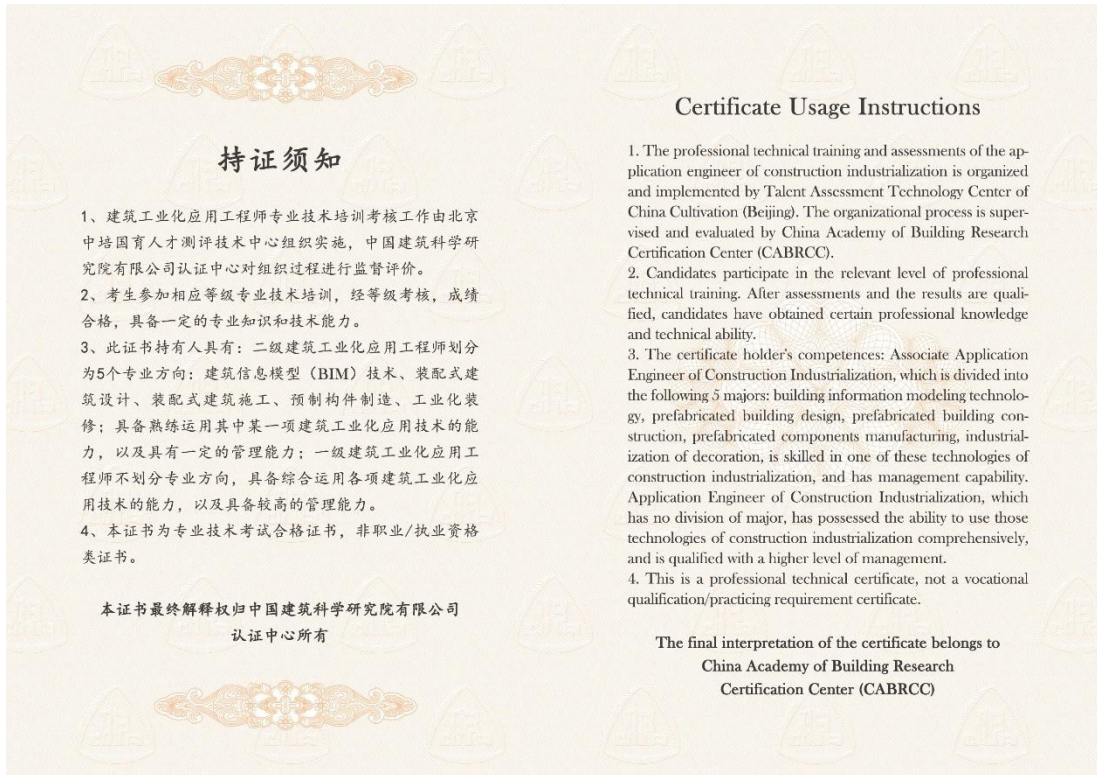 持证须知
1、建筑工业化应用工程师专业技术培训考核工作由北京
中培国育人才测评技术中心组织实施，中国建筑科学研
究院有限公司认证中心对组织过程进行监督评价。
2、考生参加相应等级专业技术培训，经等级考核，成绩
合格，具备一定的专业知识和技术能力。
3、此证书持有人具有：二级建筑工业化应用工程师划分
为5个专业方向：建筑信息模型（BIM）技术、装配式建
筑设计、装配式建筑施工、预制构件制造、工业化装
修；具备熟练运用其中某一项建筑工业化应用技术的能
力，以及具有一定的管理能力；一级建筑工业化应用工
程师不划分专业方向，具备综合运用各项建筑工业化应
用技术的能力，以及具备较高的管理能力。
4、本证书为专业技术考试合格证书，非职业/执业资格
类证书。
本证书最终解释权归中国建筑科学研究院有限公司
认证中心所有
Certificate Usage Instructions
1. The professional technical training and assessments of the ap-
plication engineer of construction industrialization is organized
and implemented by Talent Assessment Technology Center of
China Cultivation (Beijing). The organizational process is super-
vised and evaluated by China Academy of Building Research
Certification Center (CABRCC).
2. Candidates participate in the relevant level of professional
technical training. After assessments and the results are quali-
fied, candidates have obtained certain professional knowledge
and technical ability.
3. The certificate holder's competences: Associate Application
Engineer of Construction Industrialization, which is divided into
the following 5 majors: building information modeling technolo-
gy, prefabricated building design, prefabricated building con-
struction, prefabricated components manufacturing, industrial-
ization of decoration, is skilled in one of these technologies of
construction industrialization, and has management capability.
Application Engineer of Construction Industrialization, which
has no division of major, has possessed the ability to use those
technologies of construction industrialization comprehensively,
and is qualified with a higher level of management.
4. This is a professional technical certificate, not a vocational
qualification/practicing requirement certificate.
The final interpretation of the certificate belongs to
China Academy of Building Research
Certification Center (CABRCC)